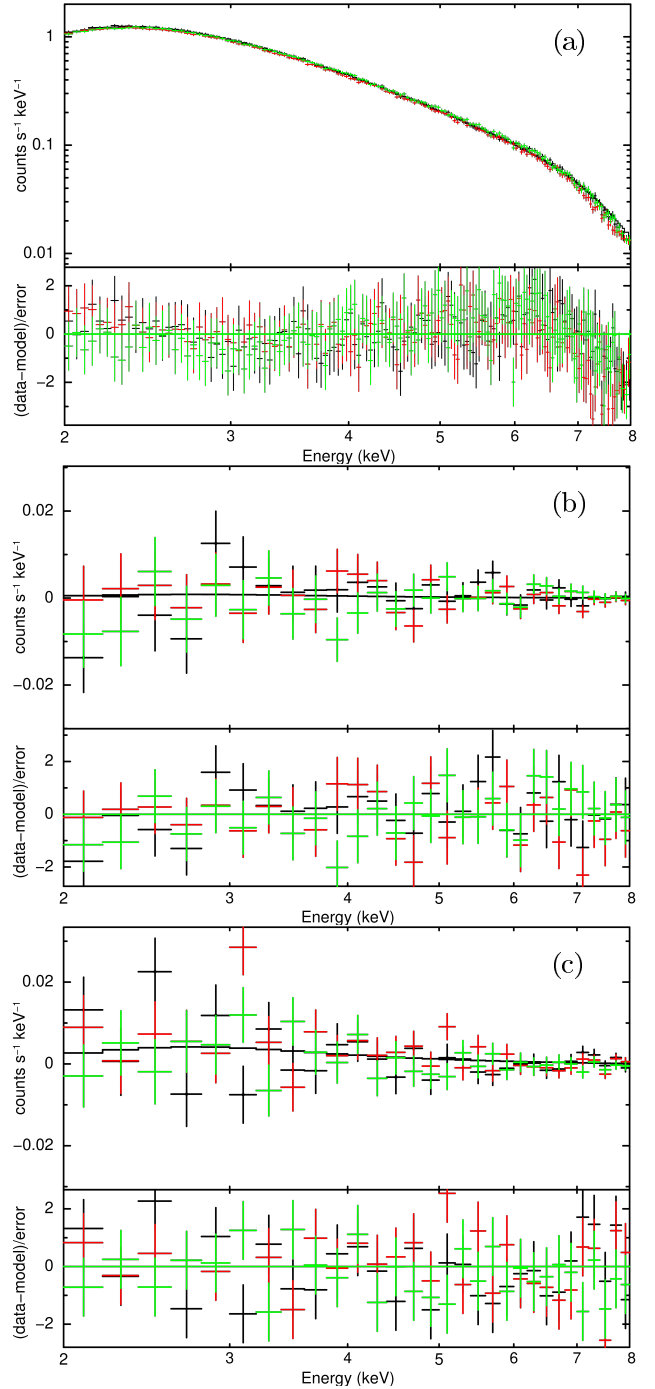 (a)
counts s⁻¹ keV⁻¹
1
0.1
0.01
(data−model)/error
2
0
−2
2 3 4 5 6 7 8
Energy (keV)
(b)
counts s⁻¹ keV⁻¹
0.02
0
−0.02
(data−model)/error
2
0
−2
2 3 4 5 6 7 8
Energy (keV)
(c)
counts s⁻¹ keV⁻¹
0.02
0
−0.02
(data−model)/error
2
0
−2
2 3 4 5 6 7 8
Energy (keV)